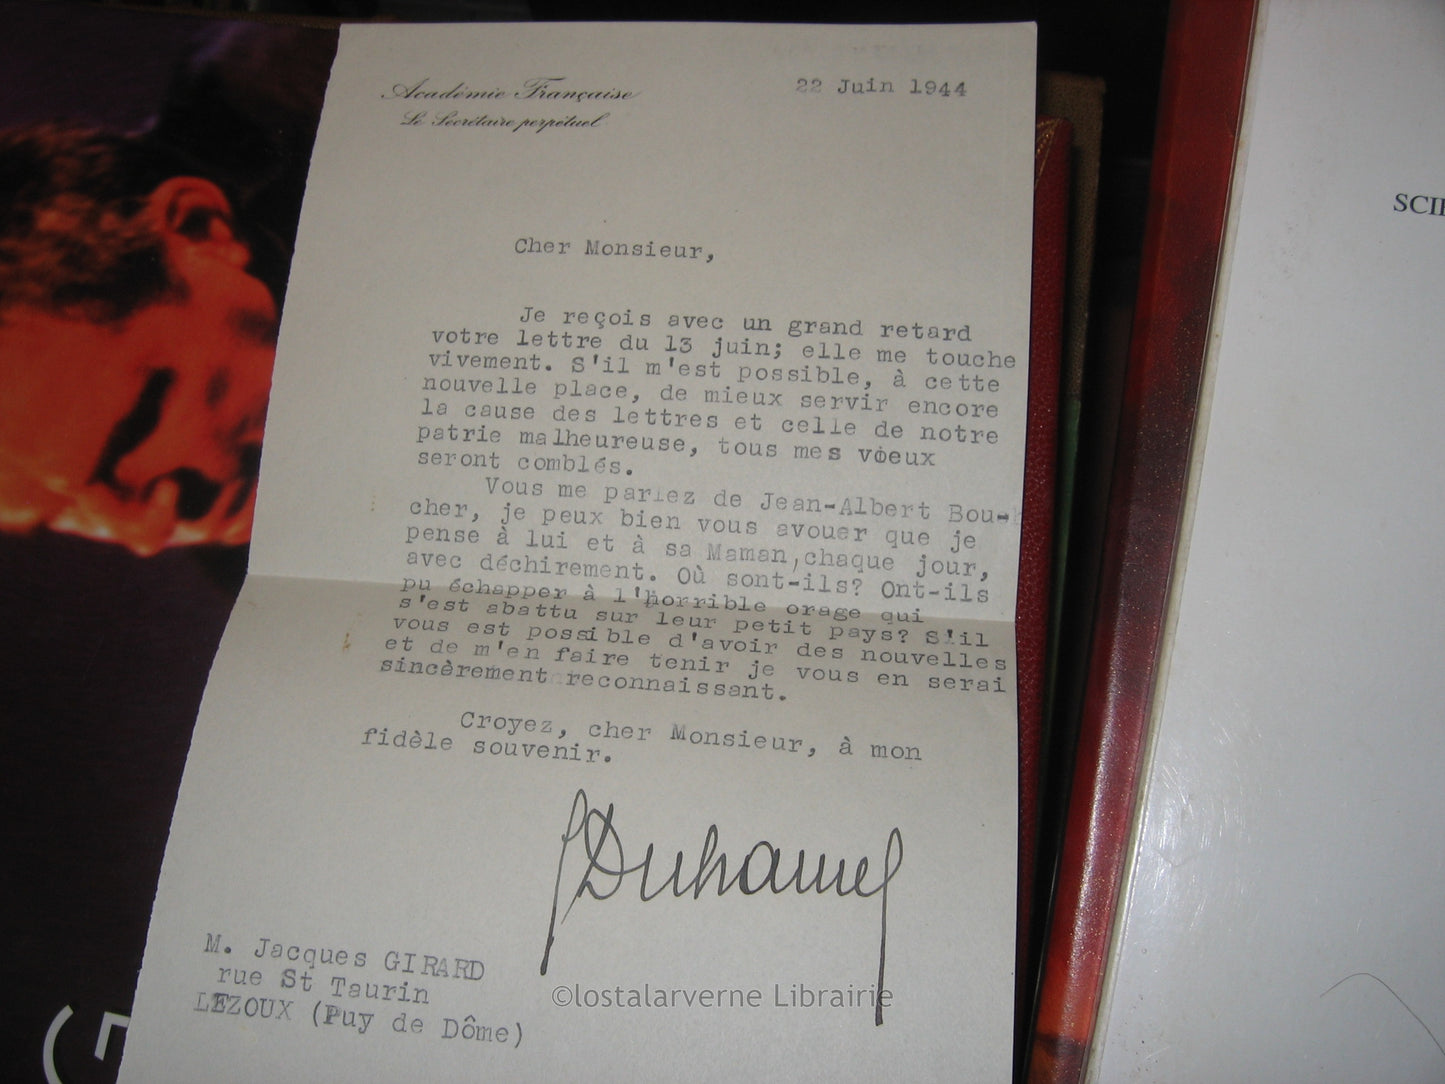 Académie Française
Le Secrétaire perpétuel
22 Juin 1944
Cher Monsieur,
Je reçois avec un grand retard
votre lettre du 13 juin; elle me touche
vivement. S'il m'est possible, à cette
nouvelle place, de mieux servir encore
la cause des lettres et celle de notre
patrie malheureuse, tous mes vœux
seront comblés.
Vous me parlez de Jean-Albert Bou-
cher, je peux bien vous avouer que je
pense à lui et à sa Maman, chaque jour,
avec déchirement. Où sont-ils? Ont-ils
pu échapper à l'horrible orage qui
s'est abattu sur leur petit pays? S'il
vous est possible d'avoir des nouvelles
et de m'en faire tenir je vous en serai
sincèrement reconnaissant.
Croyez, cher Monsieur, à mon
fidèle souvenir.
GDuhamel
M. Jacques GIRARD
rue St Taurin
LEZOUX (Puy de Dôme)
©lostalarverne Librairie